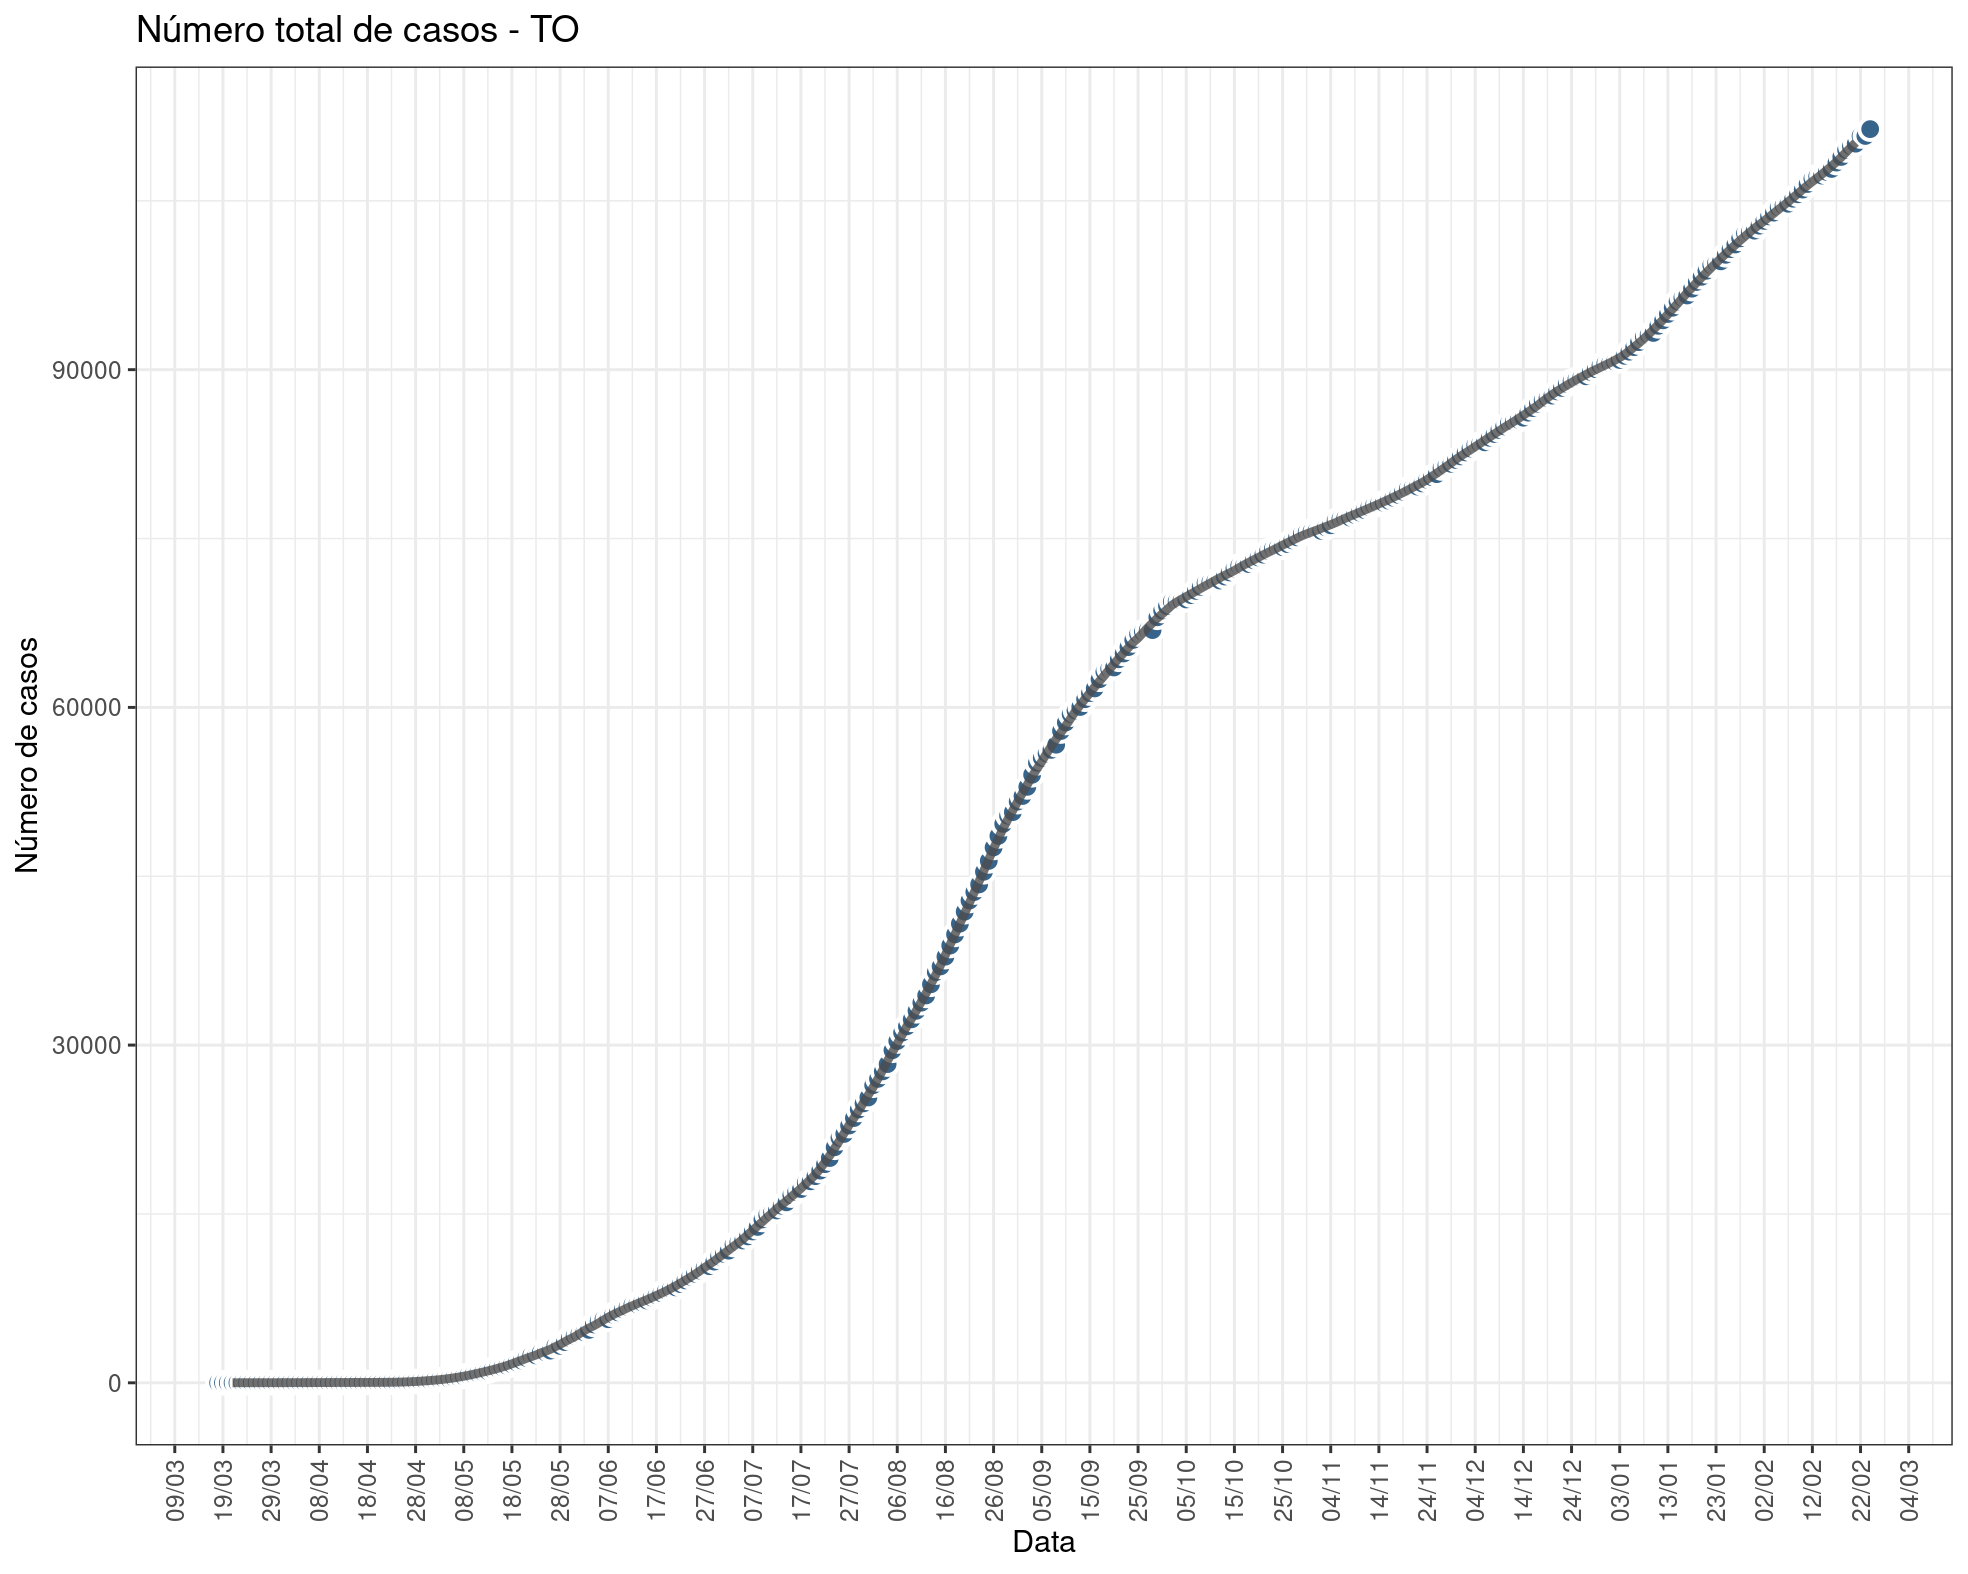 Número total de casos - TO
Número de casos
90000
60000
30000
0
09/03 19/03 29/03 08/04 18/04 28/04 08/05 18/05 28/05 07/06 17/06 27/06 07/07 17/07 27/07 06/08 16/08 26/08 05/09 15/09 25/09 05/10 15/10 25/10 04/11 14/11 24/11 04/12 14/12 24/12 03/01 13/01 23/01 02/02 12/02 22/02 04/03
Data